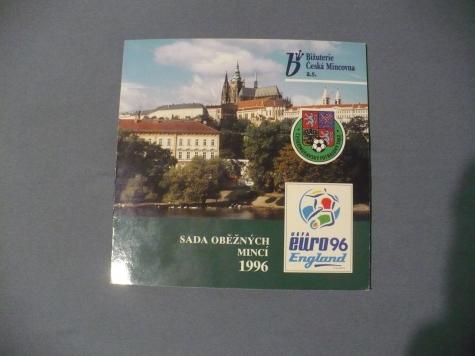 Bižuterie
Česká Mincovna
a.s.
SADA OBĚŽNÝCH
MINCÍ
1996
UEFA
euro96
England